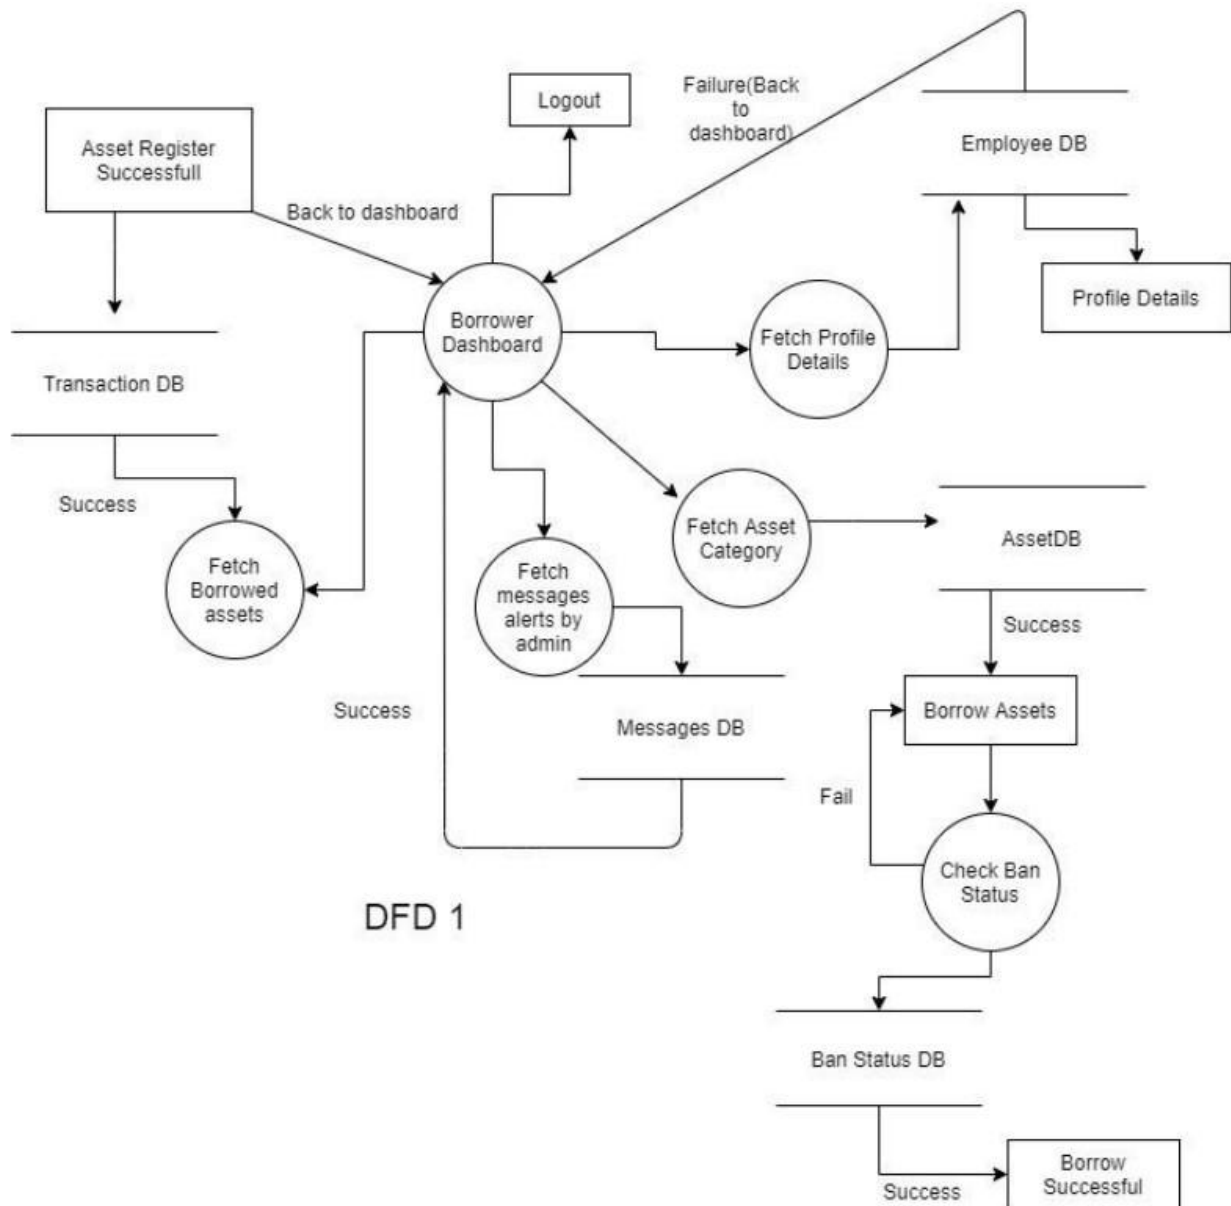 Logout
Failure(Back
to
dashboard)
Employee DB
Asset Register
Successfull
Back to dashboard
Profile Details
Borrower
Dashboard
Fetch Profile
Details
Transaction DB
Success
Fetch Asset
Category
AssetDB
Fetch
Borrowed
assets
Fetch
messages
alerts by
admin
Success
Success
Messages DB
Borrow Assets
Fail
Check Ban
Status
DFD 1
Ban Status DB
Success
Borrow
Successful